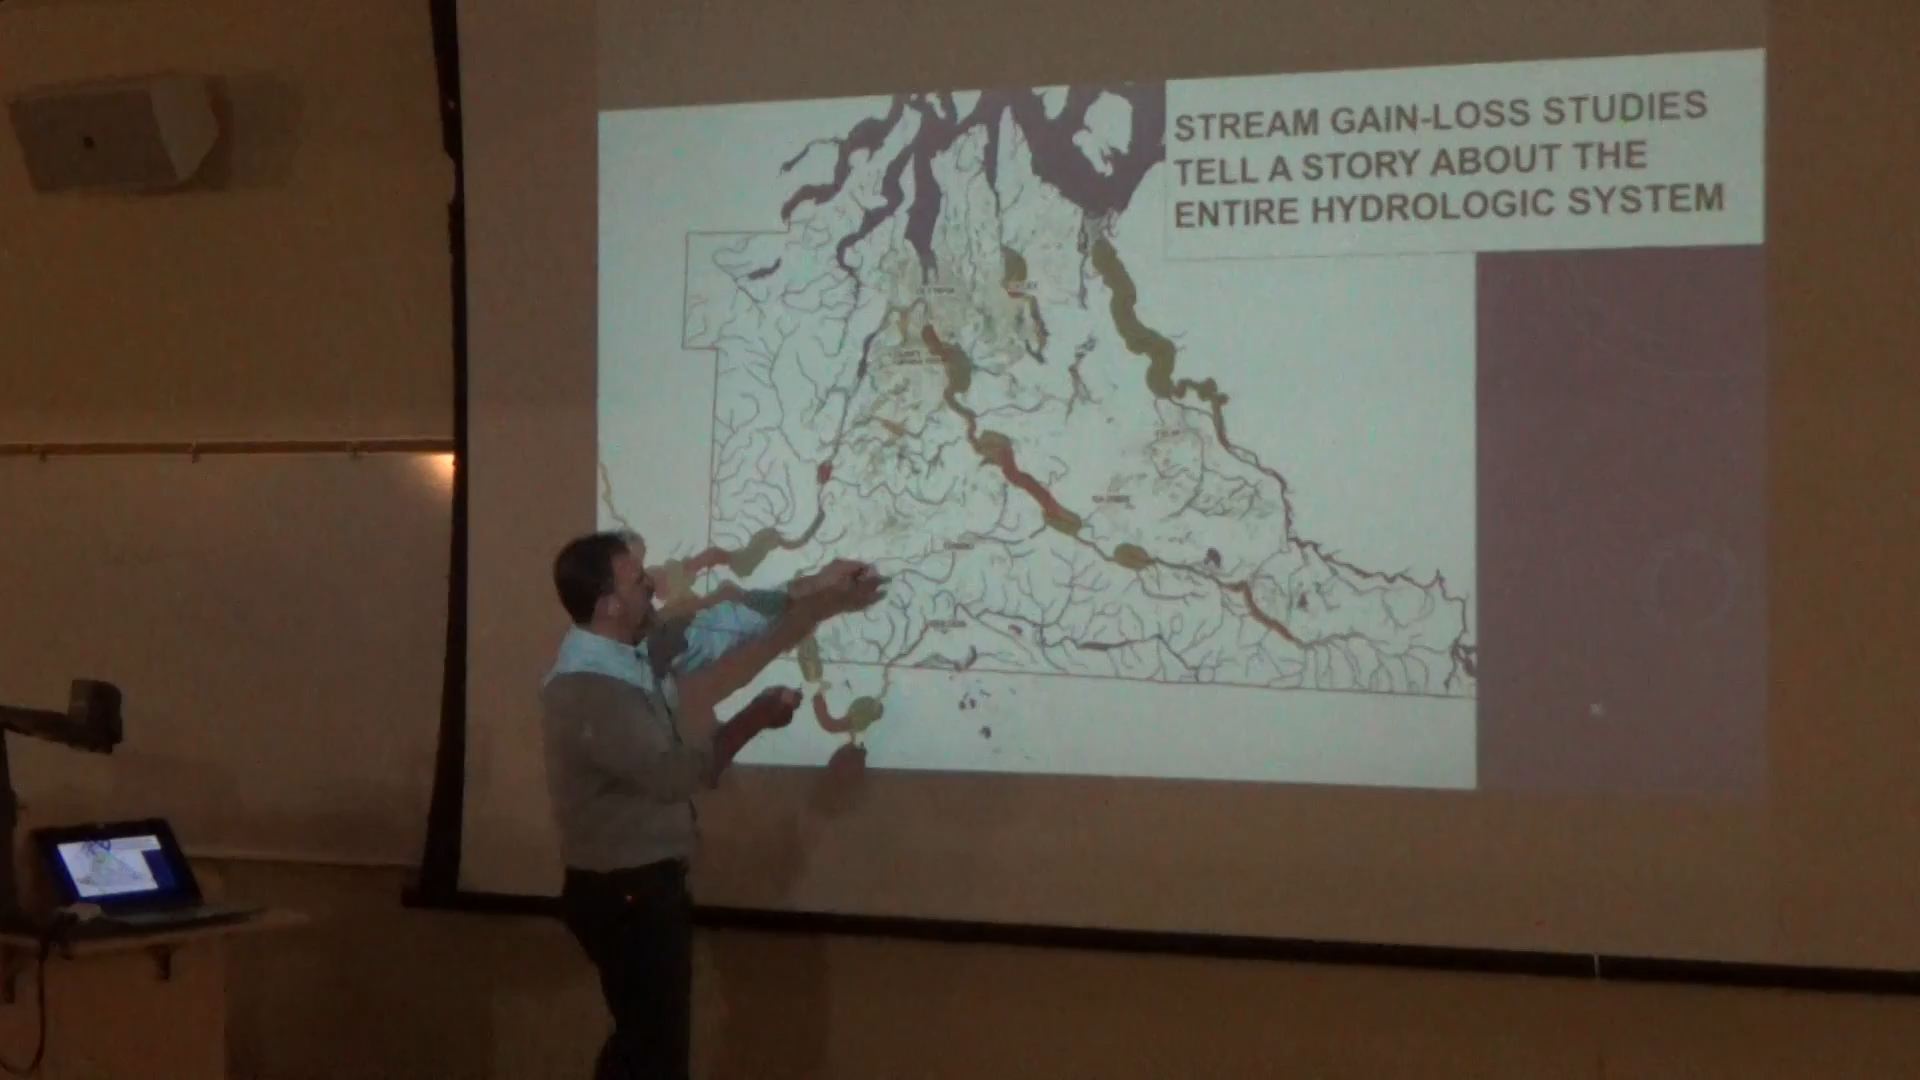 STREAM GAIN-LOSS STUDIES
TELL A STORY ABOUT THE
ENTIRE HYDROLOGIC SYSTEM